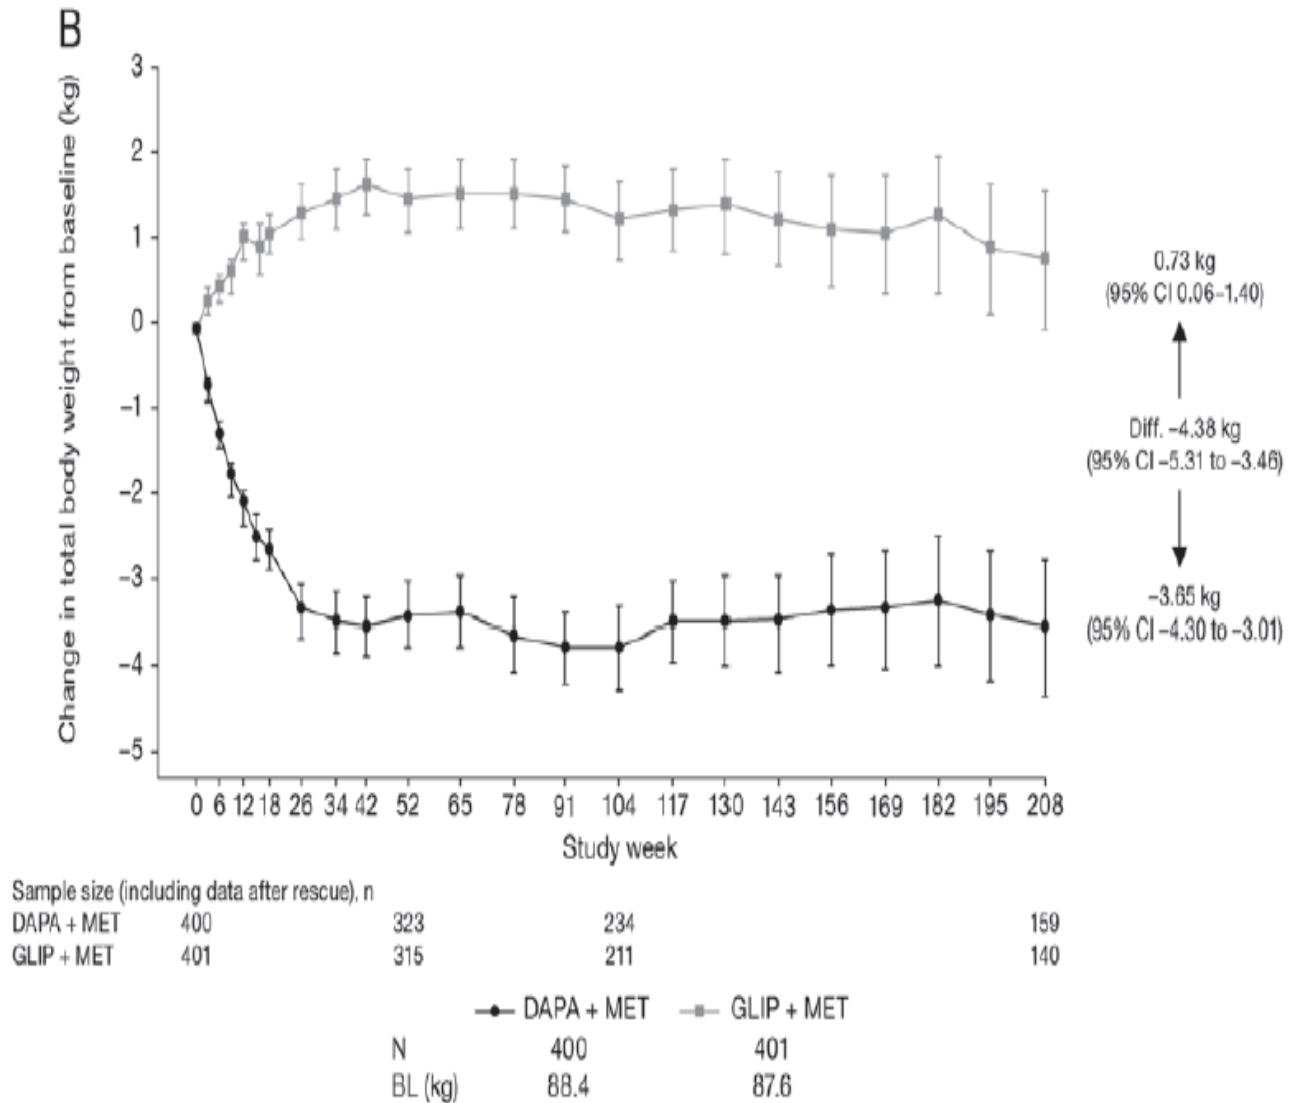 B
Change in total body weight from baseline (kg)
3
2
1
0
−1
−2
−3
−4
−5
0 6 12 18 26 34 42 52 65 78 91 104 117 130 143 156 169 182 195 208
Study week
0.73 kg
(95% CI 0.06–1.40)
Diff. −4.38 kg
(95% CI −5.31 to −3.46)
−3.65 kg
(95% CI −4.30 to −3.01)
Sample size (including data after rescue), n
DAPA + MET 400 323 234 159
GLIP + MET 401 315 211 140
DAPA + MET GLIP + MET
N 400 401
BL (kg) 88.4 87.6